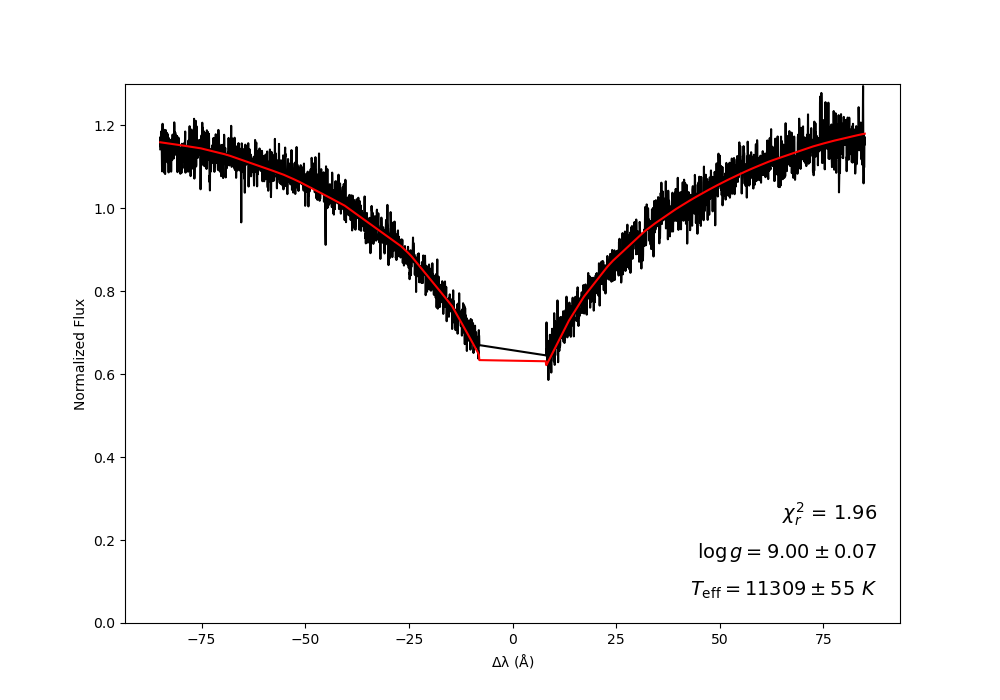 Normalized Flux
1.2
1.0
0.8
0.6
0.4
0.2
0.0
χ²ᵣ = 1.96
log g = 9.00 ± 0.07
T_eff = 11309 ± 55 K
−75 −50 −25 0 25 50 75
Δλ (Å)